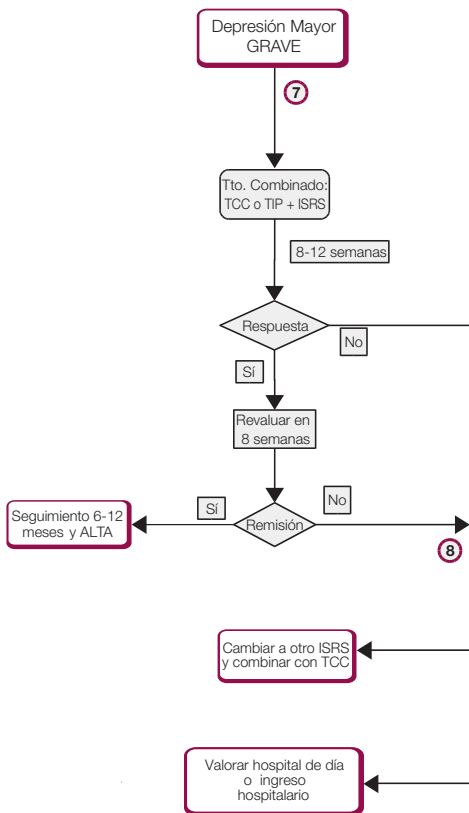 Depresión Mayor
GRAVE
7
Tto. Combinado:
TCC o TIP + ISRS
8-12 semanas
Respuesta
No
Sí
Revaluar en
8 semanas
Sí
No
Seguimiento 6-12
meses y ALTA
Remisión
8
Cambiar a otro ISRS
y combinar con TCC
Valorar hospital de día
o ingreso
hospitalario